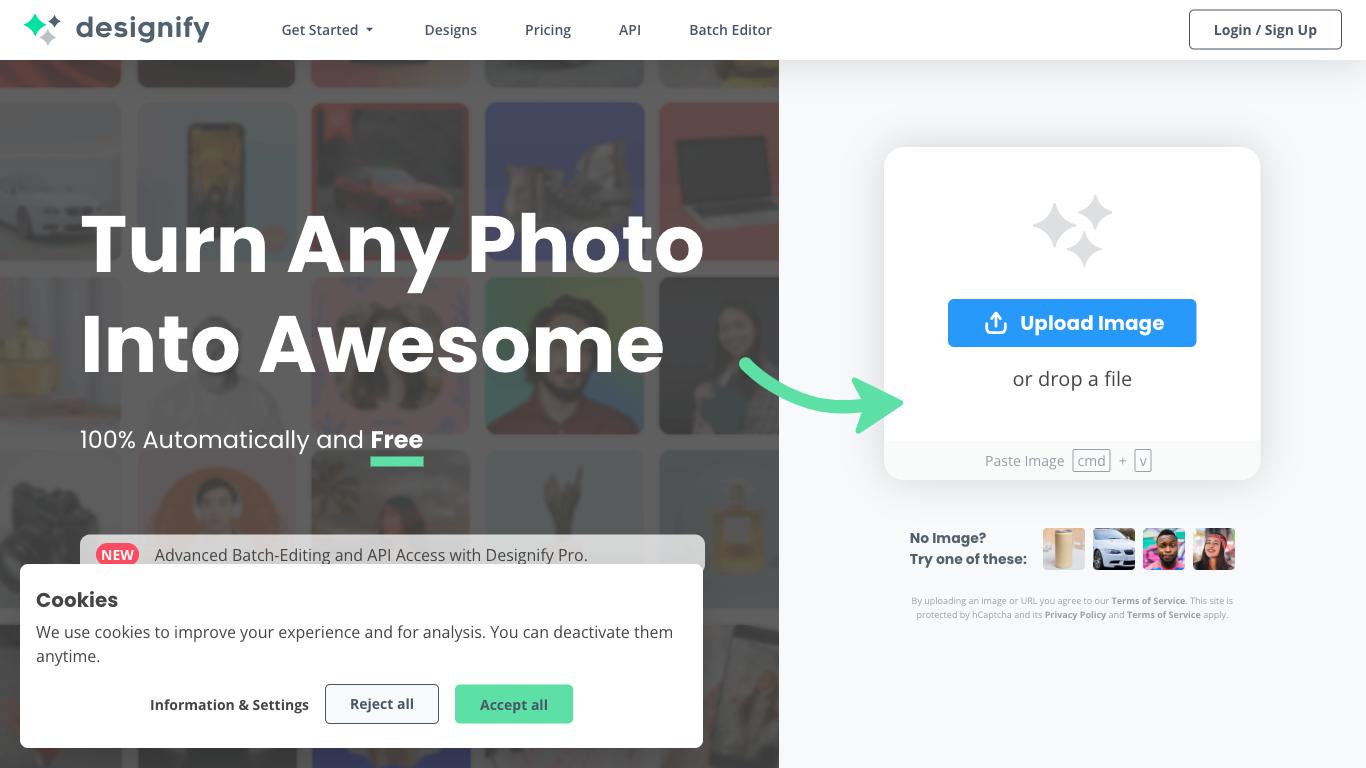 designify
Get Started
Designs
Pricing
API
Batch Editor
Login / Sign Up
Turn Any Photo
Into Awesome
100% Automatically and Free
NEW Advanced Batch-Editing and API Access with Designify Pro.
Upload Image
or drop a file
Paste Image cmd + v
No Image?
Try one of these:
By uploading an image or URL you agree to our Terms of Service. This site is
protected by hCaptcha and its Privacy Policy and Terms of Service apply.
Cookies
We use cookies to improve your experience and for analysis. You can deactivate them
anytime.
Information & Settings
Reject all
Accept all